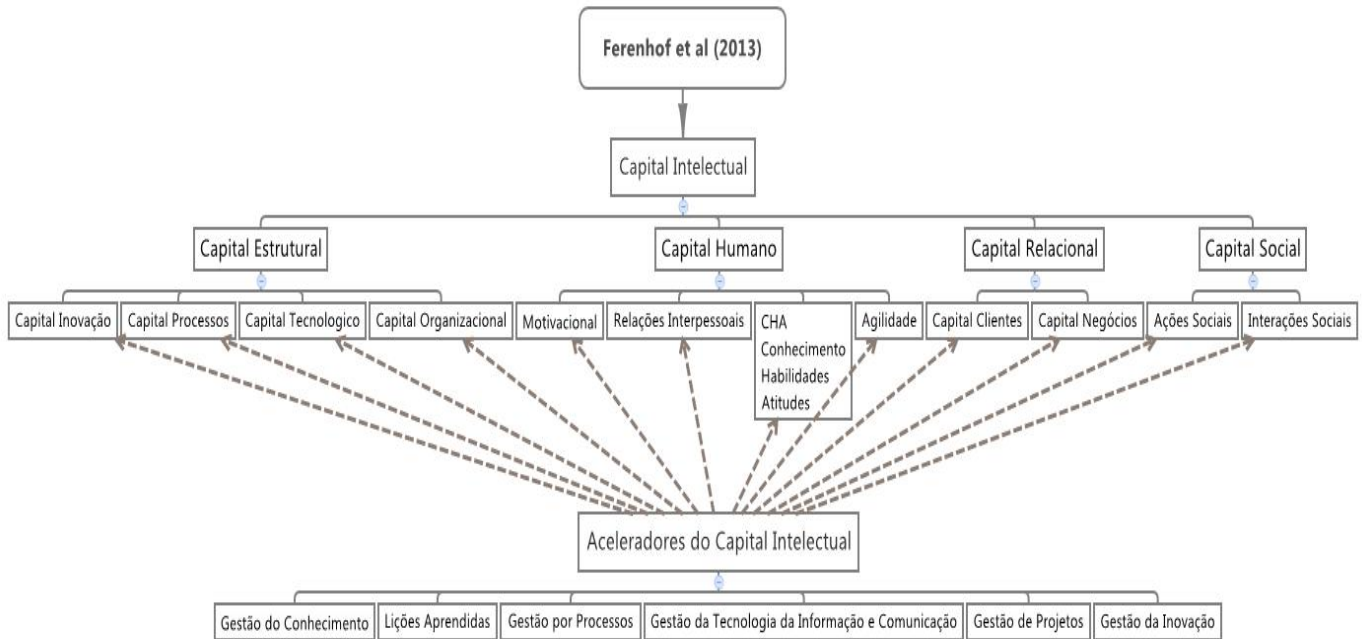 Ferenhof et al (2013)
Capital Intelectual
Capital Estrutural
Capital Humano
Capital Relacional
Capital Social
Capital Inovação
Capital Processos
Capital Tecnologico
Capital Organizacional
Motivacional
Relações Interpessoais
CHA
Conhecimento
Habilidades
Atitudes
Agilidade
Capital Clientes
Capital Negócios
Ações Sociais
Interações Sociais
Aceleradores do Capital Intelectual
Gestão do Conhecimento
Lições Aprendidas
Gestão por Processos
Gestão da Tecnologia da Informação e Comunicação
Gestão de Projetos
Gestão da Inovação